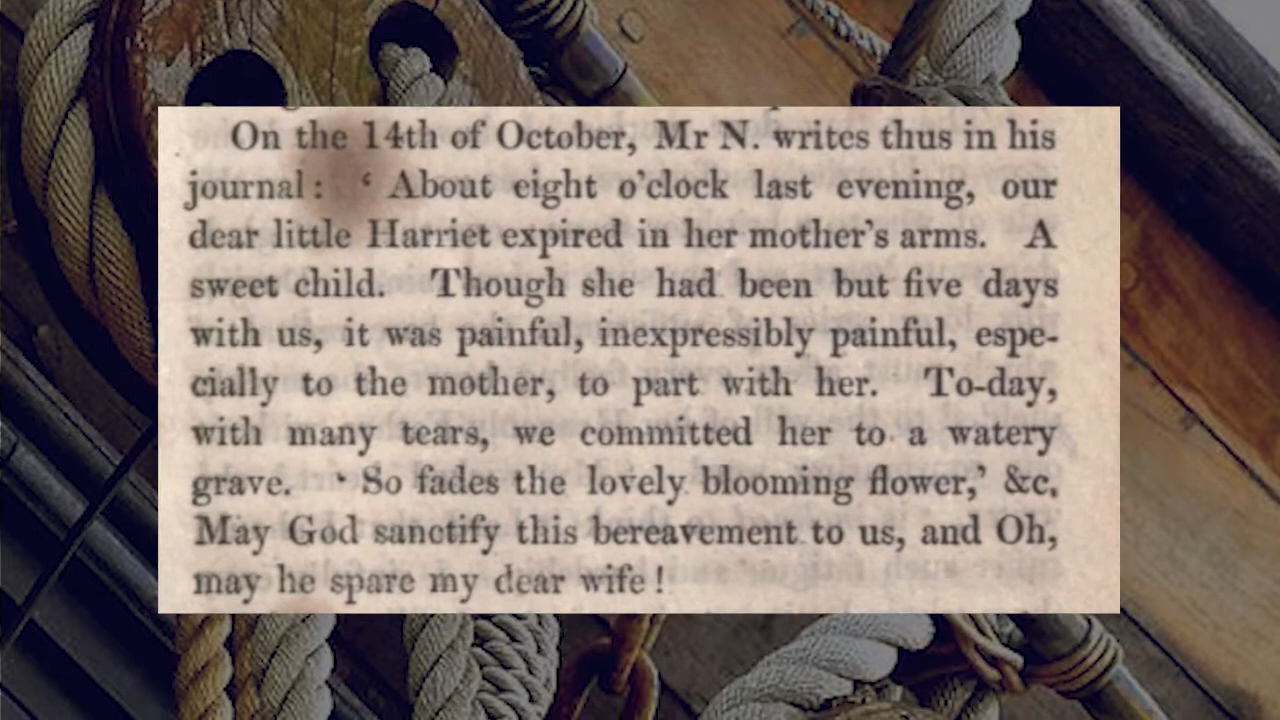 On the 14th of October, Mr N. writes thus in his
journal: ‘ About eight o’clock last evening, our
dear little Harriet expired in her mother’s arms. A
sweet child. Though she had been but five days
with us, it was painful, inexpressibly painful, espe-
cially to the mother, to part with her. To-day,
with many tears, we committed her to a watery
grave. ‘ So fades the lovely blooming flower,’ &c.
May God sanctify this bereavement to us, and Oh,
may he spare my dear wife!